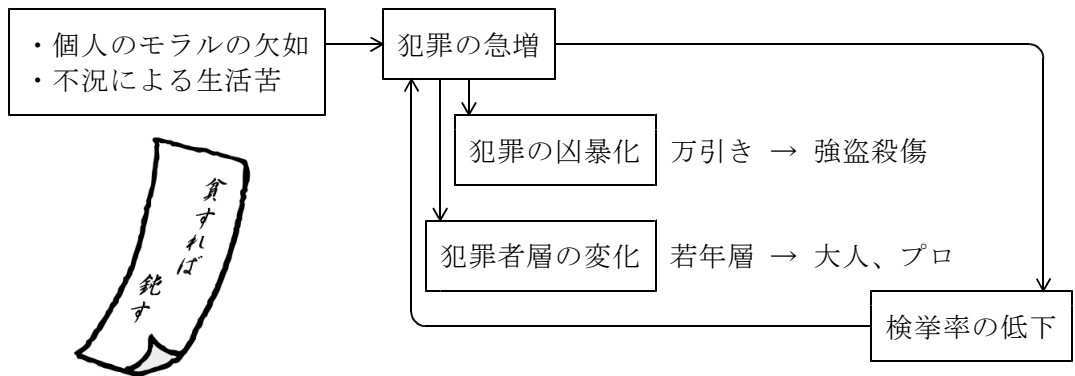 ・個人のモラルの欠如
・不況による生活苦
犯罪の急増
犯罪の凶暴化 万引き → 強盗殺傷
犯罪者層の変化 若年層 → 大人、プロ
検挙率の低下
貧すれば
鈍す